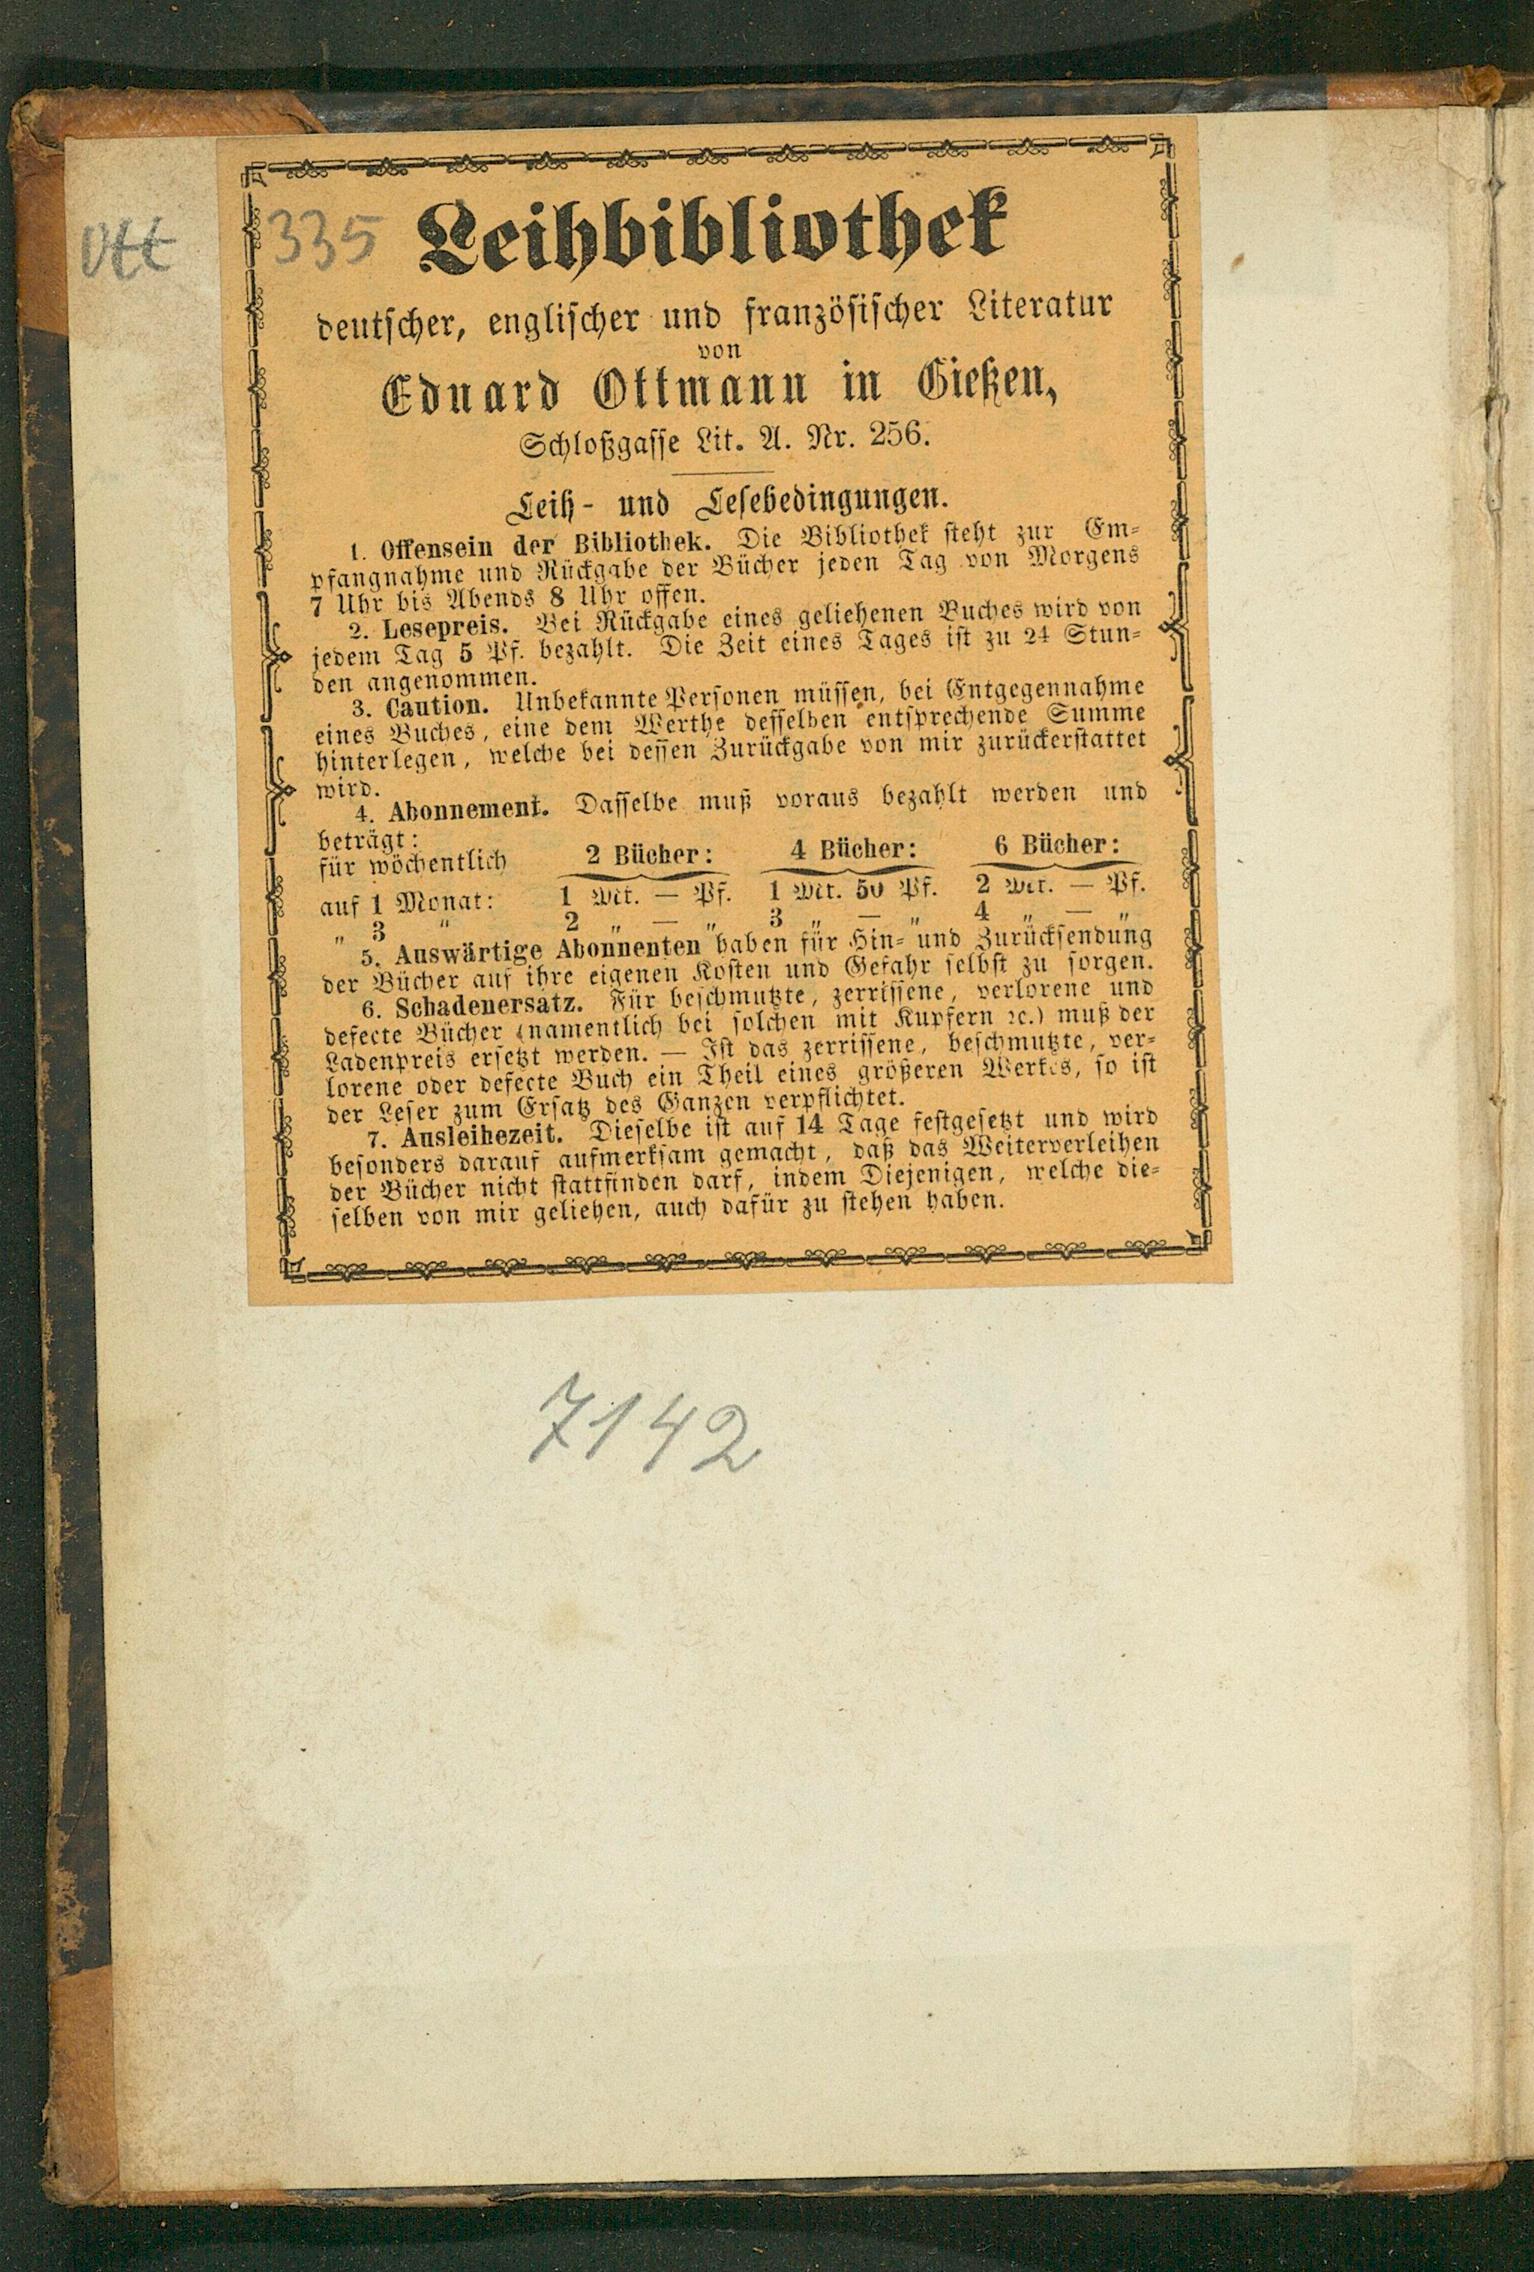 Ott 335 Leihbibliothek
deutscher, englischer und französischer Literatur
von
Eduard Ottmann in Gießen,
Schloßgasse Lit. A. Nr. 256.
Leih- und Lesebedingungen.
1. Offensein der Bibliothek. Die Bibliothek steht zur Em-
pfangnahme und Rückgabe der Bücher jeden Tag von Morgens
7 Uhr bis Abends 8 Uhr offen.
2. Lesepreis. Bei Rückgabe eines geliehenen Buches wird von
jedem Tag 5 Pf. bezahlt. Die Zeit eines Tages ist zu 24 Stun-
den angenommen.
3. Caution. Unbekannte Personen müssen, bei Entgegennahme
eines Buches, eine dem Werthe desselben entsprechende Summe
hinterlegen, welche bei dessen Zurückgabe von mir zurückerstattet
wird.
4. Abonnement. Dasselbe muß voraus bezahlt werden und
beträgt:
für wöchentlich 2 Bücher: 4 Bücher: 6 Bücher:
auf 1 Monat: 1 Mk. — Pf. 1 Mk. 50 Pf. 2 Mk. — Pf.
" 3 " 2 " — " 3 " — " 4 " — "
5. Auswärtige Abonnenten haben für Hin- und Zurücksendung
der Bücher auf ihre eigenen Kosten und Gefahr selbst zu sorgen.
6. Schadenersatz. Für beschmutzte, zerrissene, verlorene und
defecte Bücher (namentlich bei solchen mit Kupfern ꝛc.) muß der
Ladenpreis ersetzt werden. — Ist das zerrissene, beschmutzte, ver-
lorene oder defecte Buch ein Theil eines größeren Werkes, so ist
der Leser zum Ersatz des Ganzen verpflichtet.
7. Ausleihezeit. Dieselbe ist auf 14 Tage festgesetzt und wird
besonders darauf aufmerksam gemacht, daß das Weiterverleihen
der Bücher nicht stattfinden darf, indem Diejenigen, welche die-
selben von mir geliehen, auch dafür zu stehen haben.
7142